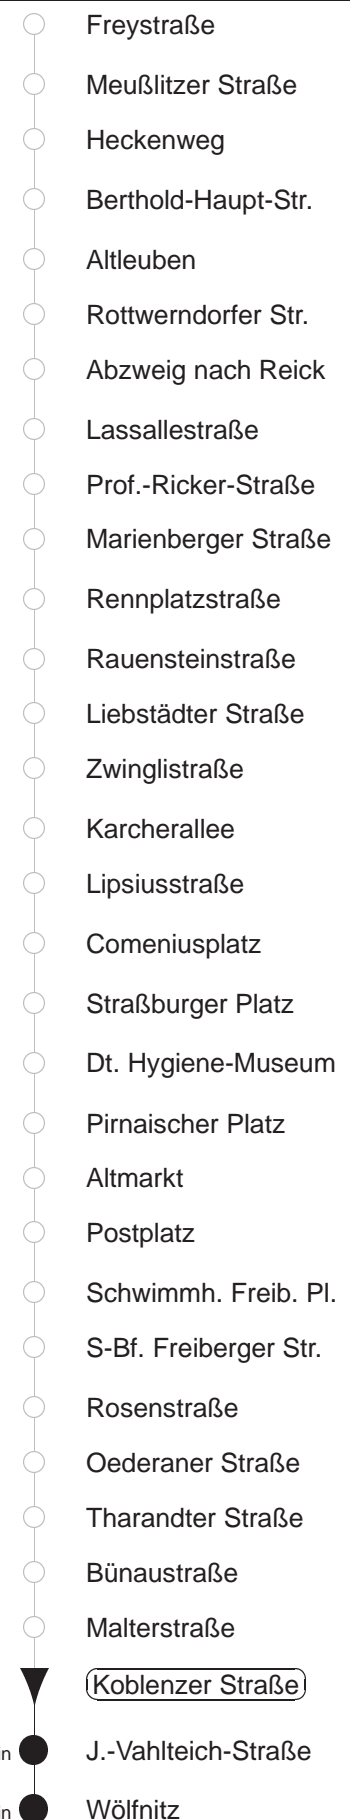 Freystraße
Meußlitzer Straße
Heckenweg
Berthold-Haupt-Str.
Altleuben
Rottwerndorfer Str.
Abzweig nach Reick
Lassallestraße
Prof.-Ricker-Straße
Marienberger Straße
Rennplatzstraße
Rauensteinstraße
Liebstädter Straße
Zwinglistraße
Karcherallee
Lipsiusstraße
Comeniusplatz
Straßburger Platz
Dt. Hygiene-Museum
Pirnaischer Platz
Altmarkt
Postplatz
Schwimmh. Freib. Pl.
S-Bf. Freiberger Str.
Rosenstraße
Oederaner Straße
Tharandter Straße
Bünaustraße
Malterstraße
Koblenzer Straße
J.-Vahlteich-Straße
Wölfnitz